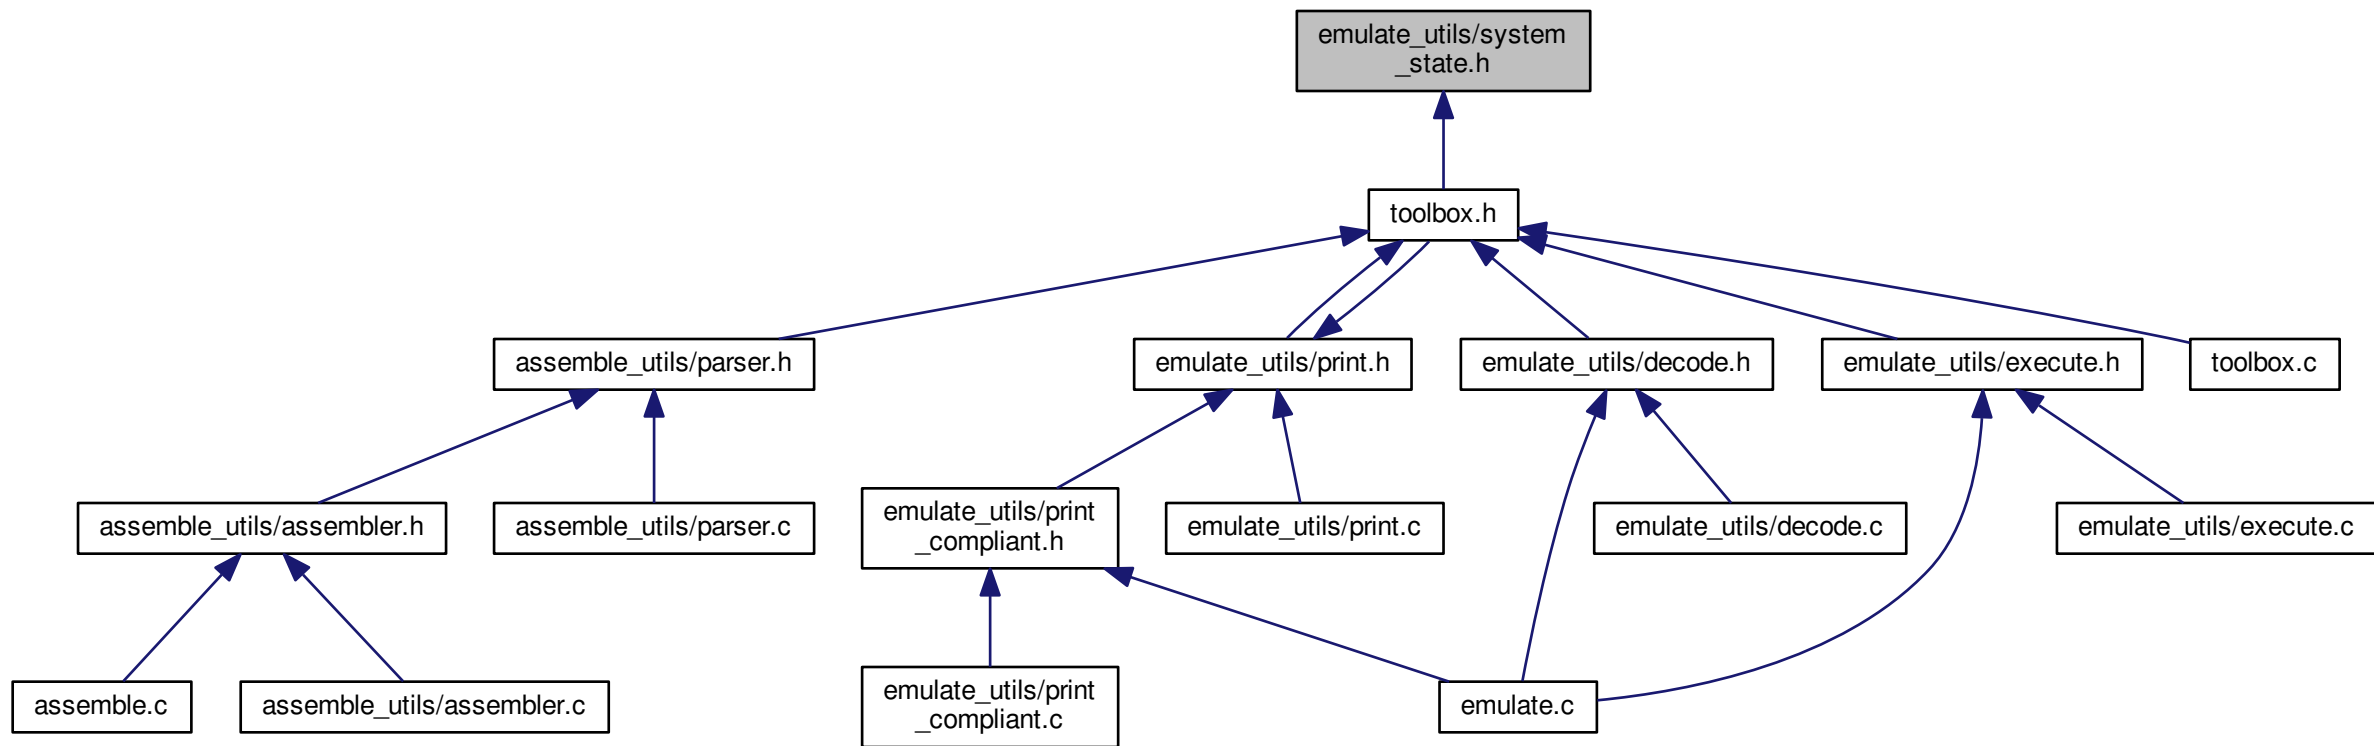 emulate_utils/system
_state.h
toolbox.h
assemble_utils/parser.h
emulate_utils/print.h
emulate_utils/decode.h
emulate_utils/execute.h
toolbox.c
assemble_utils/assembler.h
assemble_utils/parser.c
emulate_utils/print
_compliant.h
emulate_utils/print.c
emulate_utils/decode.c
emulate_utils/execute.c
assemble.c
assemble_utils/assembler.c
emulate_utils/print
_compliant.c
emulate.c